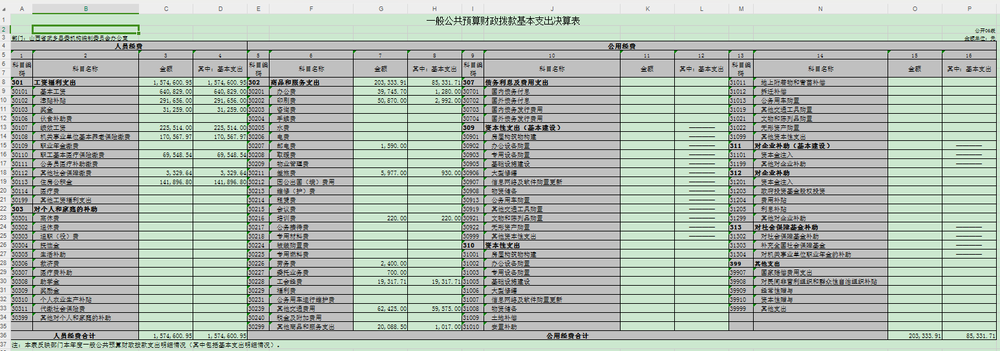 A B C D E F G H I J K L M N O P
1 一般公共预算财政拨款基本支出决算表
2 公开06表
3 部门：山西省武乡县委机构编制委员会办公室 金额单位：元
4 人员经费 公用经费
5 1 2 3 4 5 6 7 8 9 10 11 12 13 14 15 16
6 科目编码 科目名称 金额 其中：基本支出 科目编码 科目名称 金额 其中：基本支出 科目编码 科目名称 金额 其中：基本支出 科目编码 科目名称 金额 其中：基本支出
7
8 301 工资福利支出 1,574,600.95 1,574,600.95 302 商品和服务支出 203,333.91 85,331.71 307 债务利息及费用支出 31011 地上附着物和青苗补偿
9 30101 基本工资 640,829.00 640,829.00 30201 办公费 39,745.70 1,280.00 30701 国内债务付息 31012 拆迁补偿
10 30102 津贴补贴 291,656.00 291,656.00 30202 印刷费 50,870.00 2,992.00 30702 国外债务付息 31013 公务用车购置
11 30103 奖金 31,259.00 31,259.00 30203 咨询费 30703 国内债务发行费用 31019 其他交通工具购置
12 30106 伙食补助费 30204 手续费 30704 国外债务发行费用 31021 文物和陈列品购置
13 30107 绩效工资 225,514.00 225,514.00 30205 水费 309 资本性支出（基本建设） 31022 无形资产购置
14 30108 机关事业单位基本养老保险缴费 170,567.97 170,567.97 30206 电费 30901 房屋构筑物构建 31099 其他资本性支出
15 30109 职业年金缴费 30207 邮电费 1,590.00 30902 办公设备购置 311 对企业补助（基本建设）
16 30110 职工基本医疗保险缴费 69,548.54 69,548.54 30208 取暖费 30903 专用设备购置 31101 资本金注入
17 30111 公务员医疗补助缴费 30209 物业管理费 30905 基础设施建设 31199 其他对企业补助
18 30112 其他社会保障缴费 3,329.64 3,329.64 30211 差旅费 5,977.00 930.00 30906 大型修缮 312 对企业补助
19 30113 住房公积金 141,896.80 141,896.80 30212 因公出国（境）费用 30907 信息网络及软件购置更新 31201 资本金注入
20 30114 医疗费 30213 维修（护）费 30908 物资储备 31203 政府投资基金股权投资
21 30199 其他工资福利支出 30214 租赁费 30913 公务用车购置 31204 费用补贴
22 303 对个人和家庭的补助 30215 会议费 30919 其他交通工具购置 31205 利息补贴
23 30301 离休费 30216 培训费 220.00 220.00 30921 文物和陈列品购置 31299 其他对企业补助
24 30302 退休费 30217 公务接待费 30922 无形资产购置 313 对社会保障基金补助
25 30303 退职（役）费 30218 专用材料费 30999 其他资本性支出 31302 对社会保障基金补助
26 30304 抚恤金 30224 被装购置费 310 资本性支出 31303 补充全国社会保障基金
27 30305 生活补助 30225 专用燃料费 31001 房屋构筑物构建 31304 对机关事业单位职业年金的补助
28 30306 救济费 30226 劳务费 2,400.00 31002 办公设备购置 399 其他支出
29 30307 医疗费补助 30227 委托业务费 700.00 31003 专用设备购置 39907 国家赔偿费用支出
30 30308 助学金 30228 工会经费 19,317.71 19,317.71 31005 基础设施建设 39908 对民间非营利组织和群众性自治组织补贴
31 30309 奖励金 30229 福利费 31006 大型修缮 39909 经常性赠与
32 30310 个人农业生产补贴 30231 公务用车运行维护费 31007 信息网络及软件购置更新 39910 资本性赠与
33 30311 代缴社会保险费 30239 其他交通费用 62,425.00 59,575.00 31008 物资储备 39999 其他支出
34 30399 其他对个人和家庭的补助 30240 税金及附加费用 31009 土地补偿
35 30299 其他商品和服务支出 20,088.50 1,017.00 31010 安置补助
36 人员经费合计 1,574,600.95 1,574,600.95 公用经费合计 203,333.91 85,331.71
37 注：本表反映部门本年度一般公共预算财政拨款支出明细情况（其中包括基本支出明细情况）.